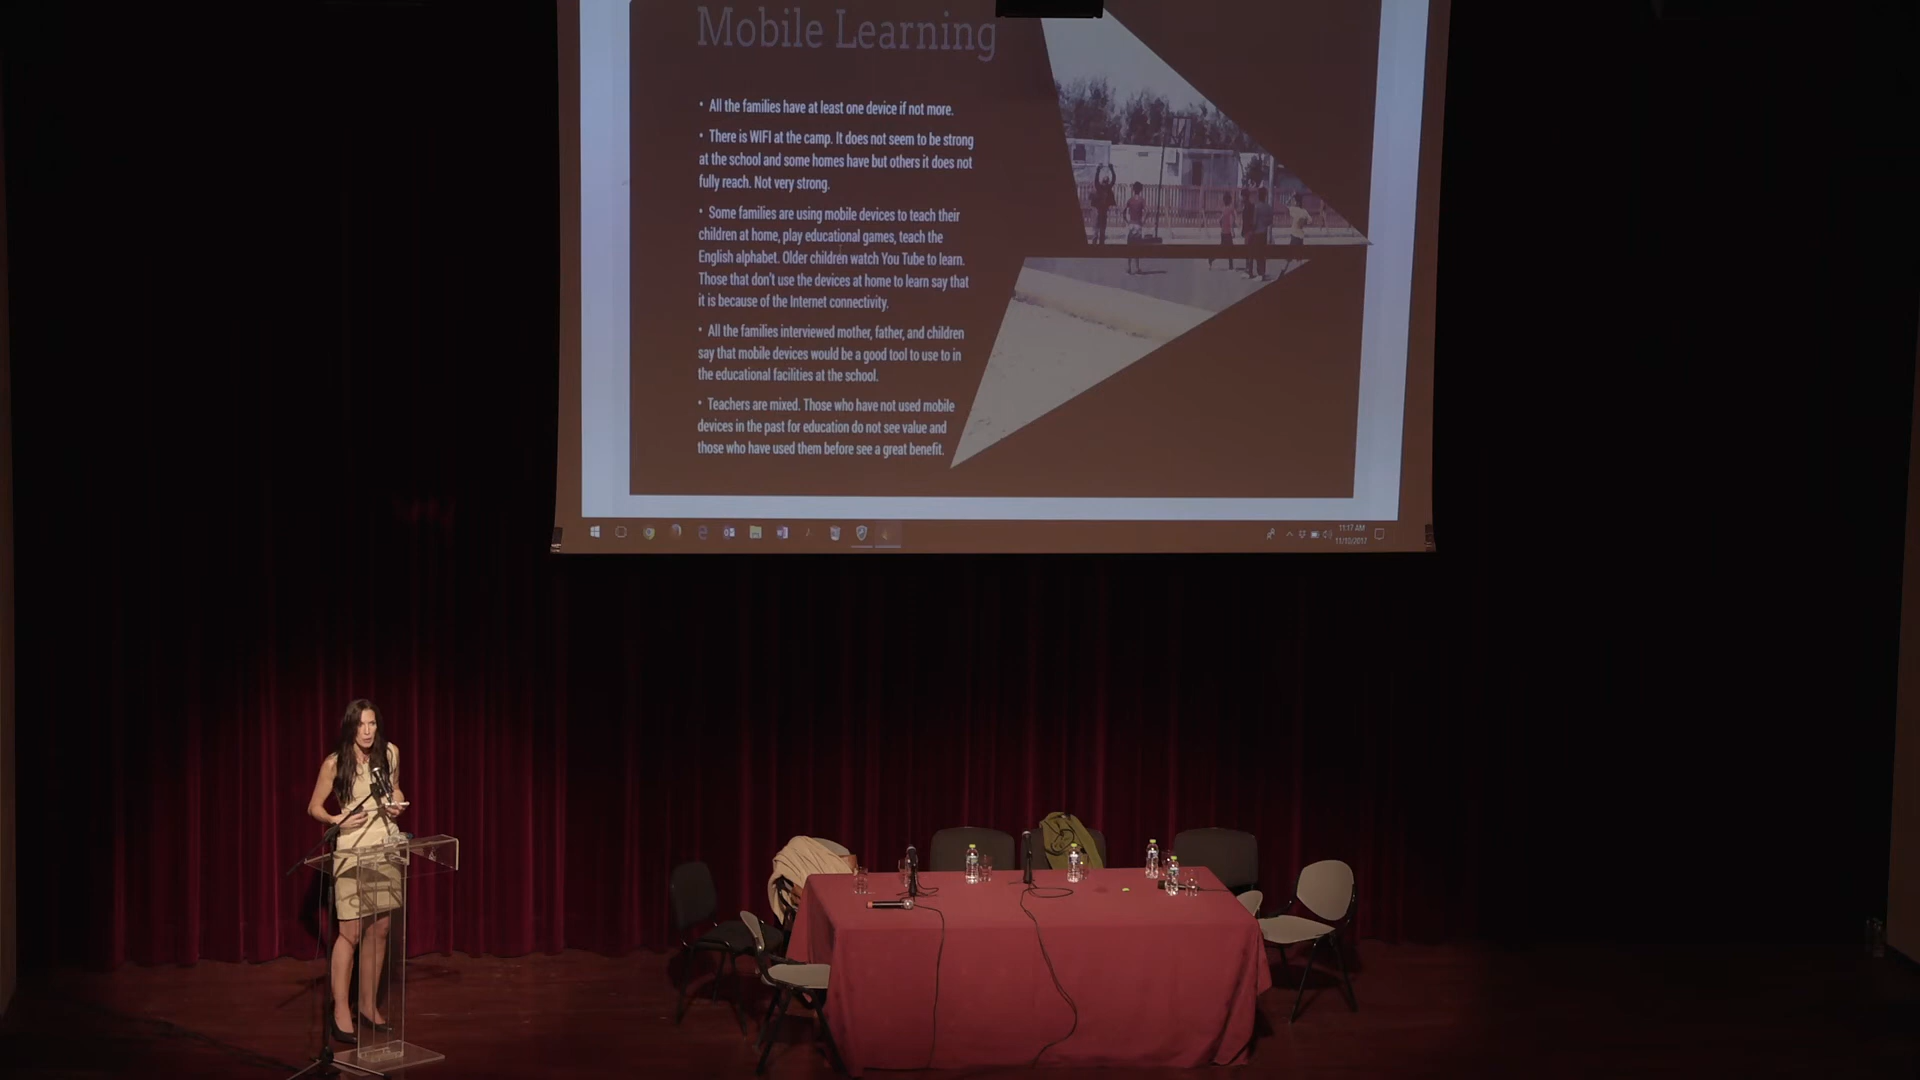 Mobile Learning
• All the families have at least one device if not more.
• There is WIFI at the camp. It does not seem to be strong
at the school and some homes have but others it does not
fully reach. Not very strong.
• Some families are using mobile devices to teach their
children at home, play educational games, teach the
English alphabet. Older children watch You Tube to learn.
Those that don't use the devices at home to learn say that
it is because of the Internet connectivity.
• All the families interviewed mother, father, and children
say that mobile devices would be a good tool to use to in
the educational facilities at the school.
• Teachers are mixed. Those who have not used mobile
devices in the past for education do not see value and
those who have used them before see a great benefit.
11:17 AM
11/10/2017